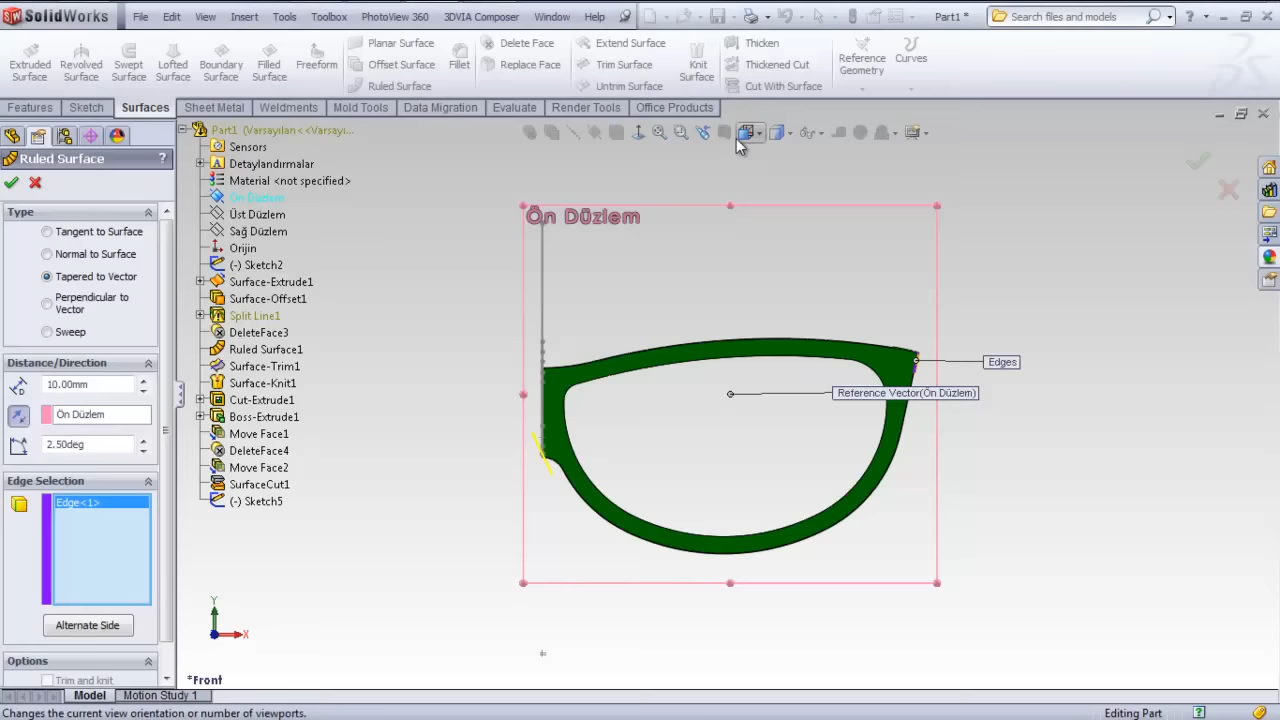 SolidWorks File Edit View Insert Tools Toolbox PhotoView 360 3DVIA Composer Window Help Part1 * Search files and models ?
Extruded Surface
Revolved Surface
Swept Surface
Lofted Surface
Boundary Surface
Filled Surface
Freeform
Planar Surface
Offset Surface
Ruled Surface
Fillet
Delete Face
Replace Face
Extend Surface
Trim Surface
Untrim Surface
Knit Surface
Thicken
Thickened Cut
Cut With Surface
Reference Geometry
Curves
Features Sketch Surfaces Sheet Metal Weldments Mold Tools Data Migration Evaluate Render Tools Office Products
Ruled Surface ?
Type
Tangent to Surface
Normal to Surface
Tapered to Vector
Perpendicular to
Vector
Sweep
Distance/Direction
10.00mm
Ön Düzlem
2.50deg
Edge Selection
Edge<1>
Alternate Side
Options
Trim and knit
Part1 (Varsayılan<<Varsayı...
Sensors
Detaylandırmalar
Material <not specified>
Ön Düzlem
Üst Düzlem
Sağ Düzlem
Orijin
(-) Sketch2
Surface-Extrude1
Surface-Offset1
Split Line1
DeleteFace3
Ruled Surface1
Surface-Trim1
Surface-Knit1
Cut-Extrude1
Boss-Extrude1
Move Face1
DeleteFace4
Move Face2
SurfaceCut1
(-) Sketch5
Ön Düzlem
Edges
Reference Vector(Ön Düzlem)
Y
X
*Front
Model Motion Study 1
Changes the current view orientation or number of viewports. Editing Part ?